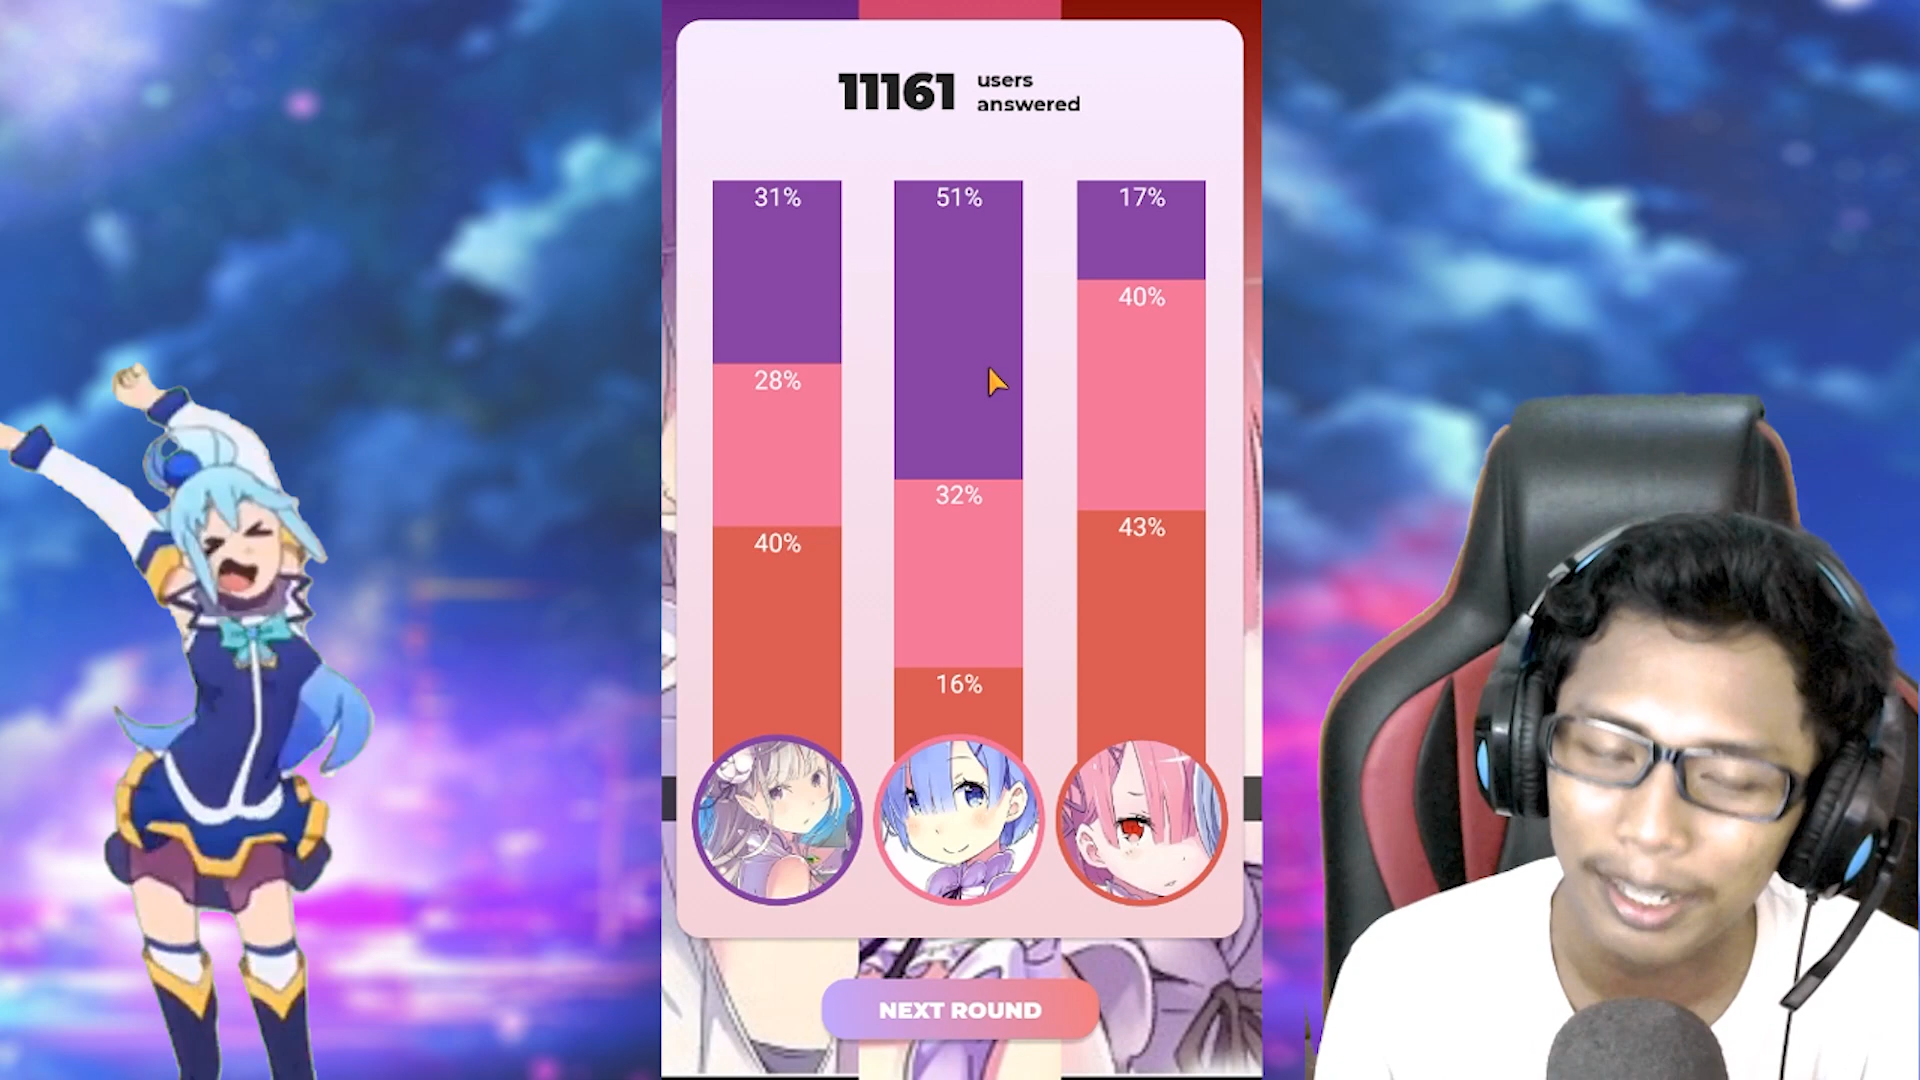 11161 users
answered
31% 51% 17%
28% 32% 40%
40% 16% 43%
NEXT ROUND